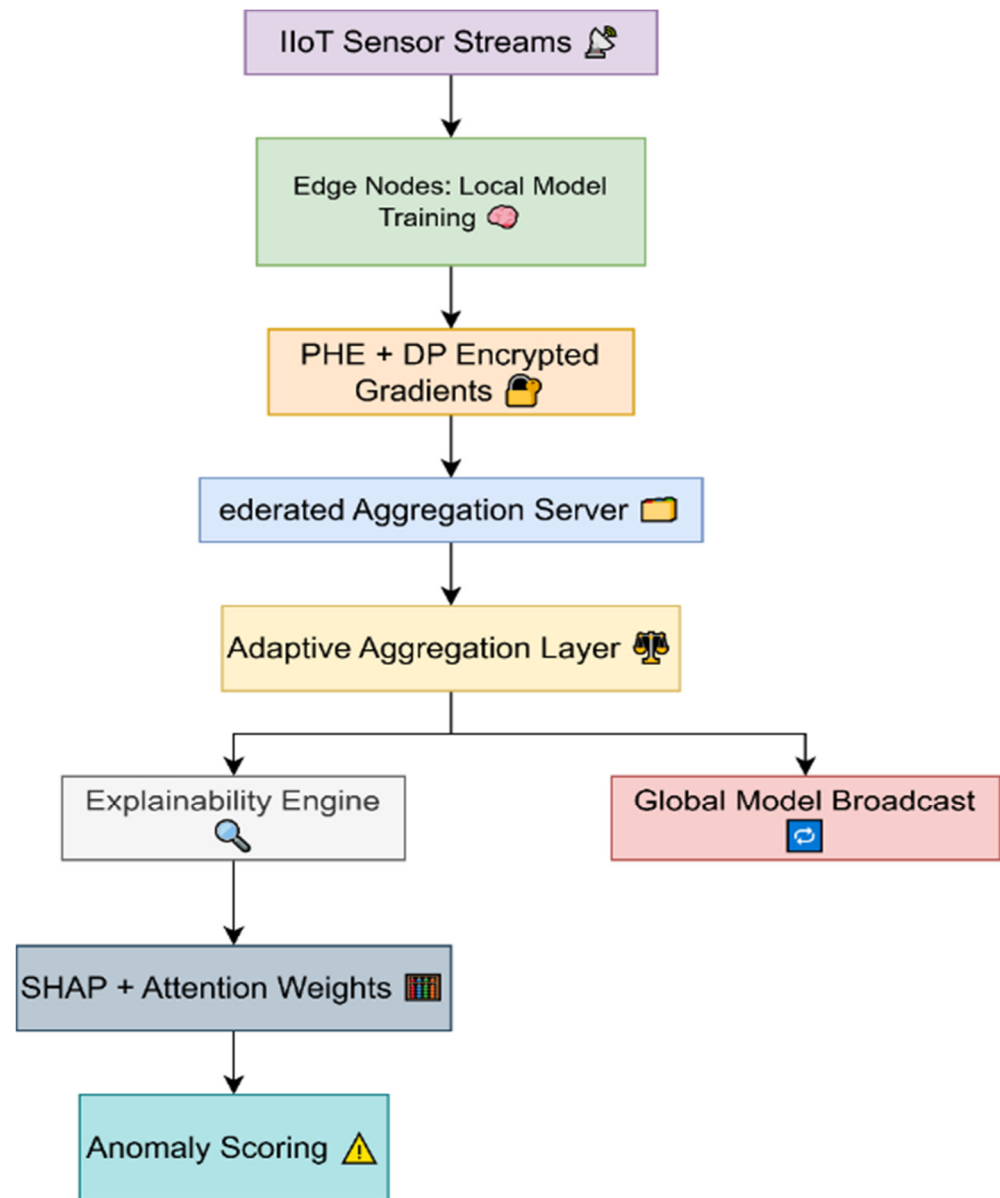 IIoT Sensor Streams
Edge Nodes: Local Model
Training
PHE + DP Encrypted
Gradients
ederated Aggregation Server
Adaptive Aggregation Layer
Explainability Engine
Global Model Broadcast
SHAP + Attention Weights
Anomaly Scoring